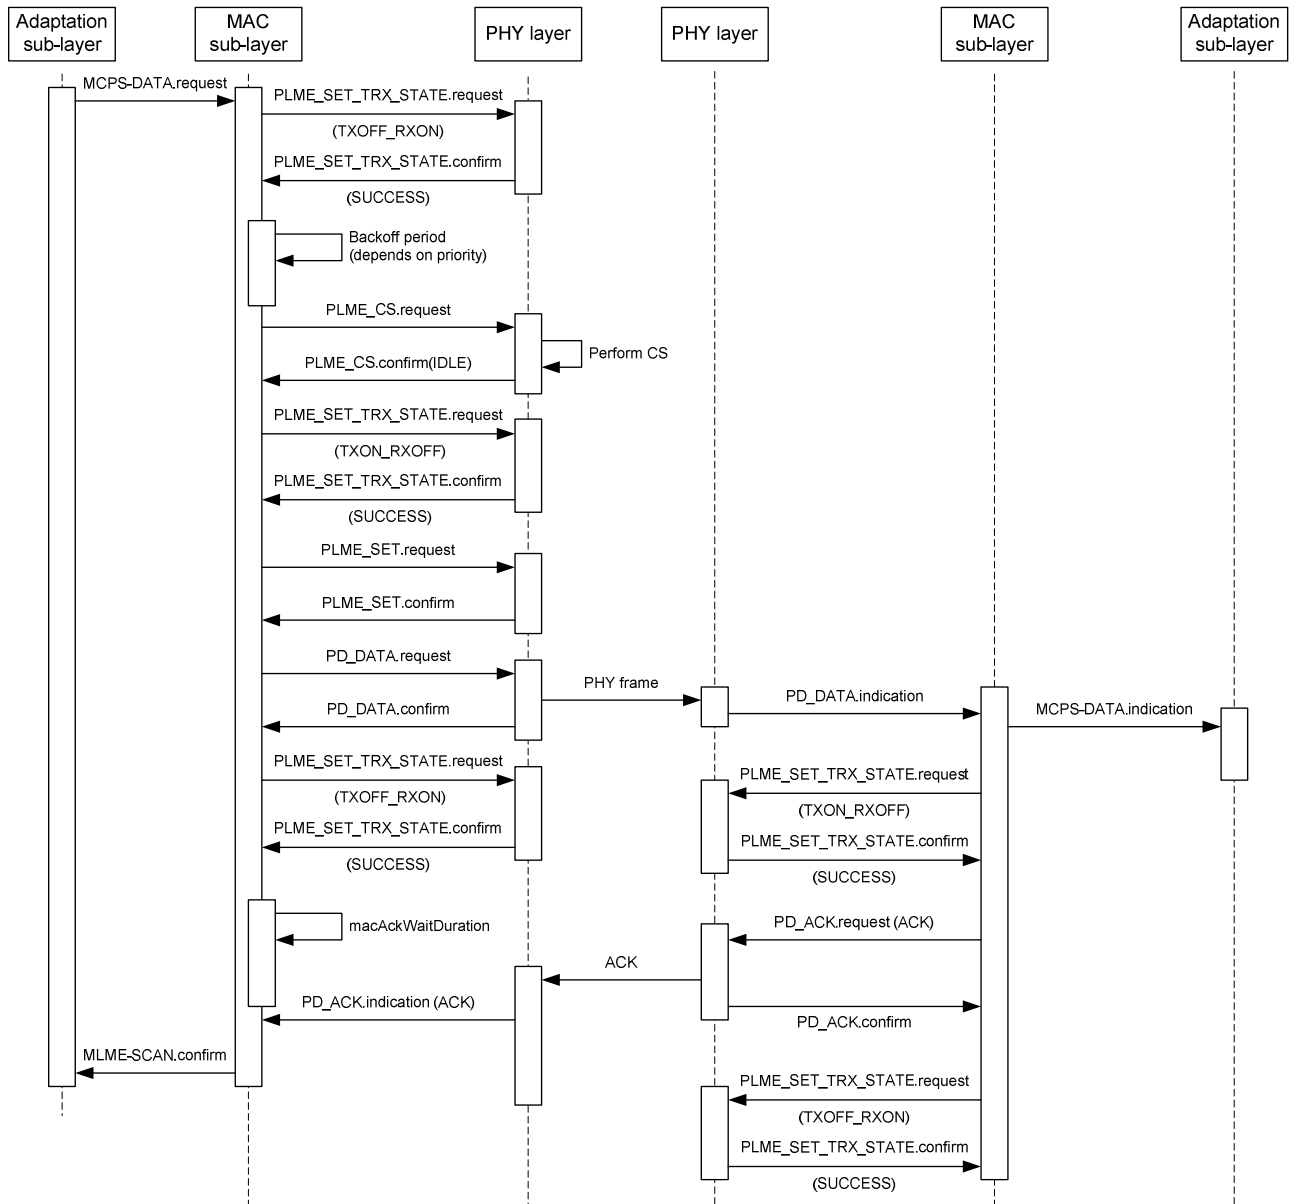 Adaptation
sub-layer
MAC
sub-layer
PHY layer
PHY layer
MAC
sub-layer
Adaptation
sub-layer
MCPS-DATA.request
PLME_SET_TRX_STATE.request
(TXOFF_RXON)
PLME_SET_TRX_STATE.confirm
(SUCCESS)
Backoff period
(depends on priority)
PLME_CS.request
Perform CS
PLME_CS.confirm(IDLE)
PLME_SET_TRX_STATE.request
(TXON_RXOFF)
PLME_SET_TRX_STATE.confirm
(SUCCESS)
PLME_SET.request
PLME_SET.confirm
PD_DATA.request
PHY frame
PD_DATA.indication
MCPS-DATA.indication
PD_DATA.confirm
PLME_SET_TRX_STATE.request
(TXOFF_RXON)
PLME_SET_TRX_STATE.confirm
(SUCCESS)
PLME_SET_TRX_STATE.request
(TXON_RXOFF)
PLME_SET_TRX_STATE.confirm
(SUCCESS)
macAckWaitDuration
PD_ACK.request (ACK)
ACK
PD_ACK.indication (ACK)
PD_ACK.confirm
MLME-SCAN.confirm
PLME_SET_TRX_STATE.request
(TXOFF_RXON)
PLME_SET_TRX_STATE.confirm
(SUCCESS)